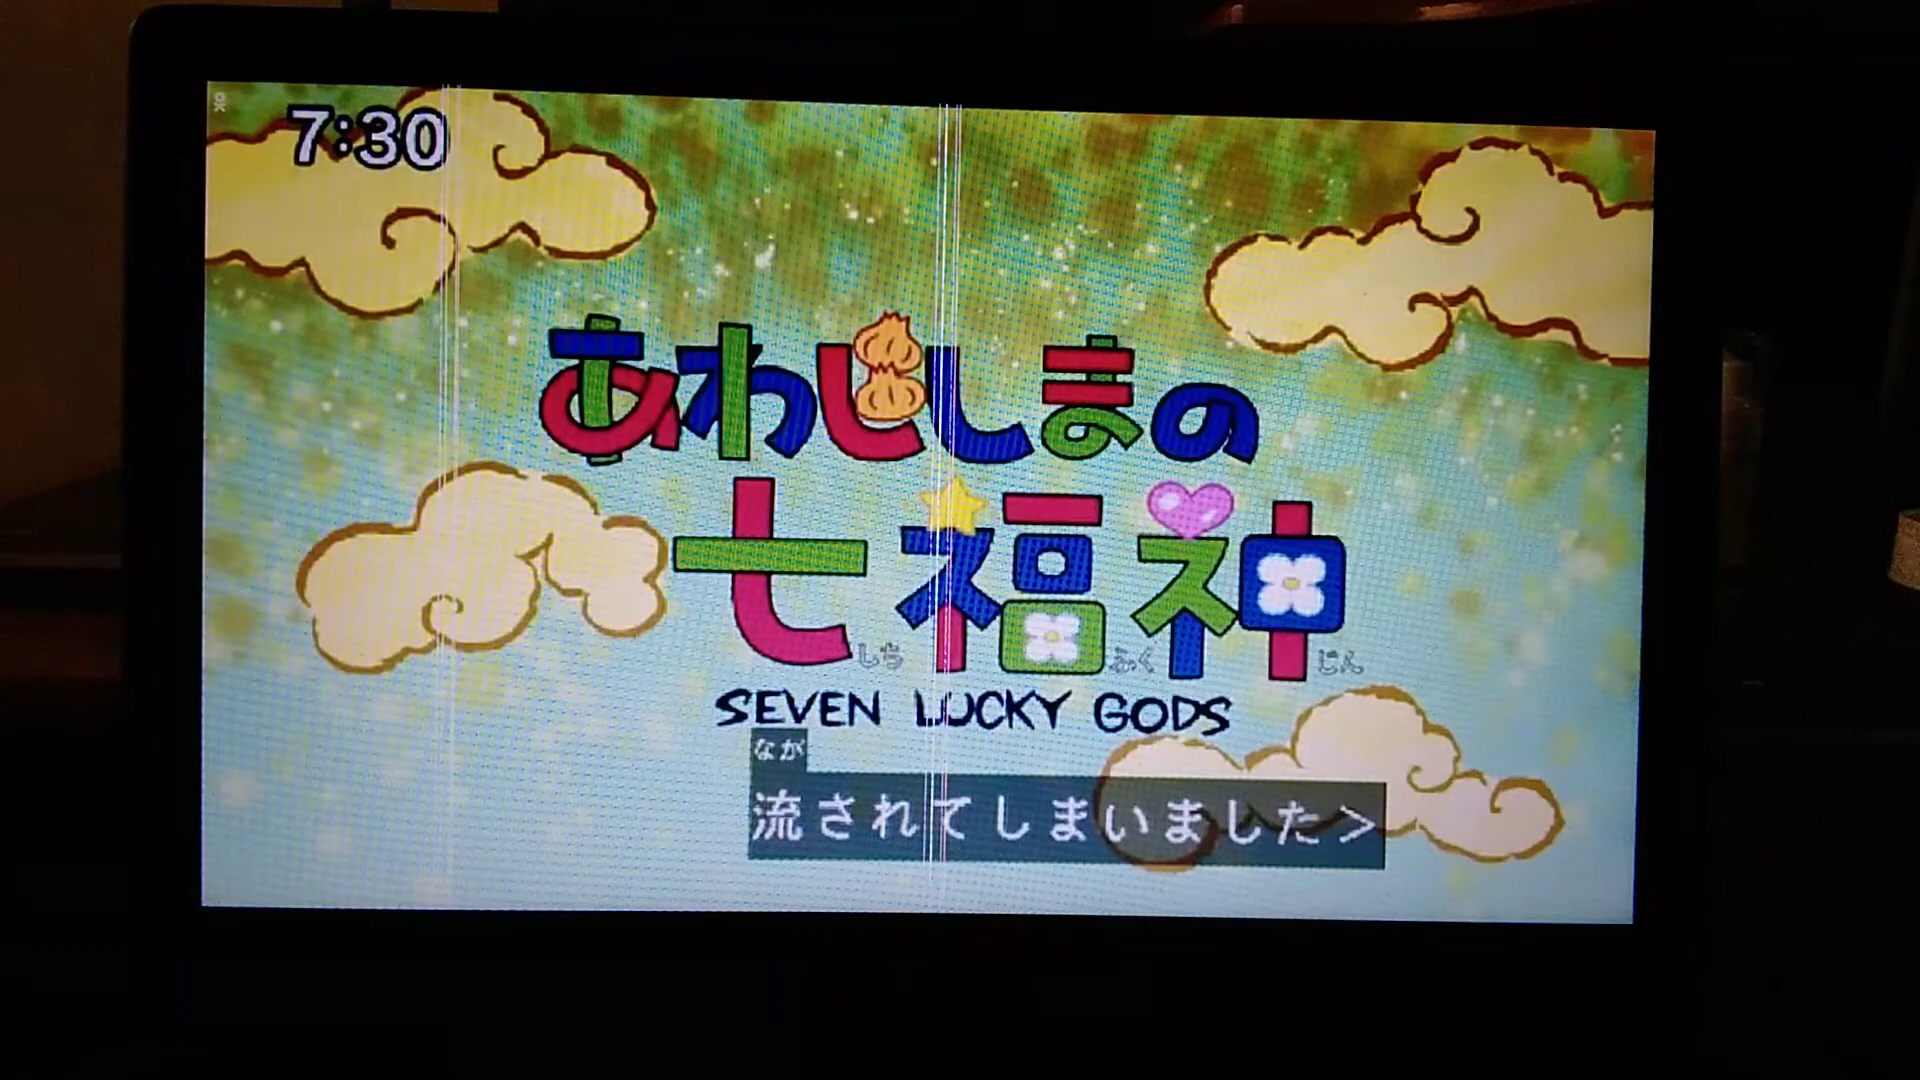 7:30
あわじしまの
七福神
しち ふく じん
SEVEN LUCKY GODS
なが
流されてしまいました>